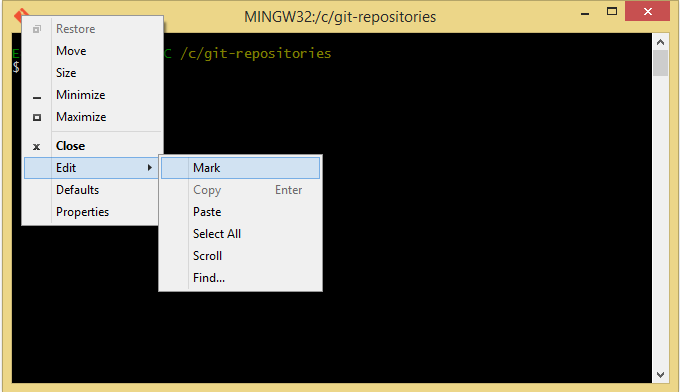 MINGW32:/c/git-repositories
C /c/git-repositories
$
Restore
Move
Size
Minimize
Maximize
Close
Edit
Defaults
Properties
Mark
Copy Enter
Paste
Select All
Scroll
Find...